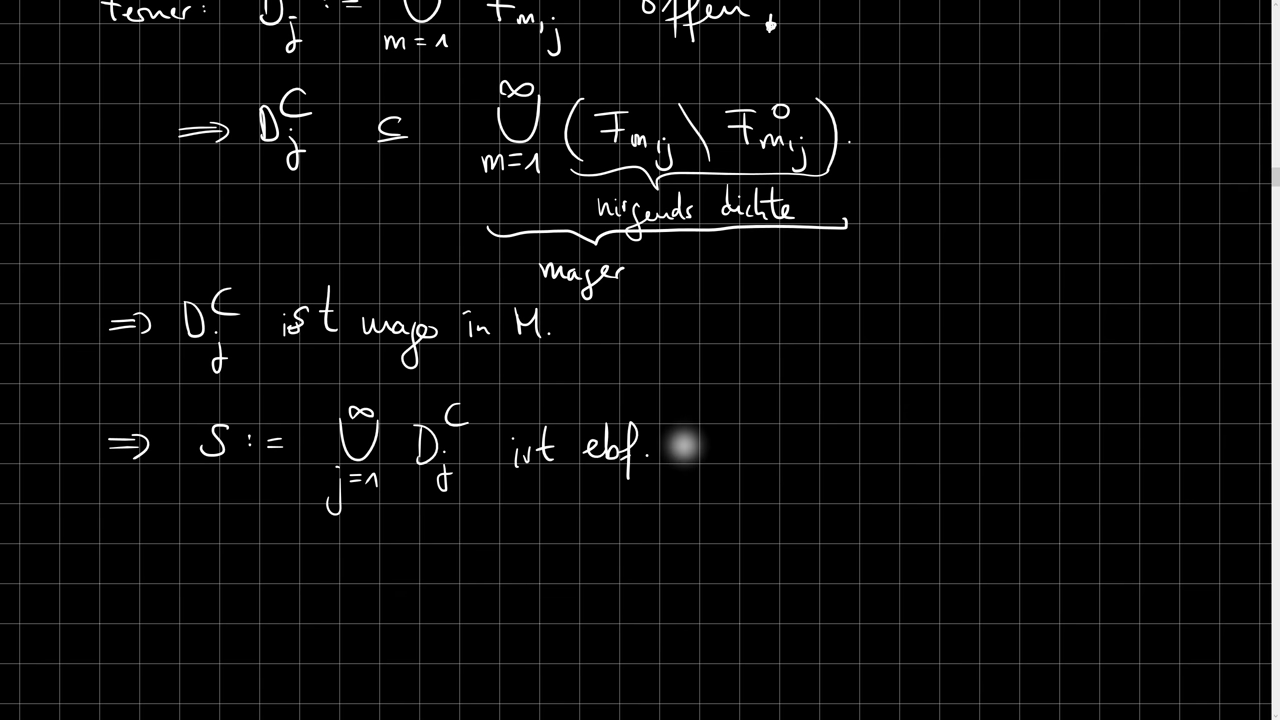 Ferner: D_j := ⋃_{m=1} F_{m,j} offen.
⟹ D_j^C ⊆ ⋃_{m=1}^∞ (F_{m,j} \ F°_{m,j}).
nirgends dichte
mager
⟹ D_j^C ist mager in M.
⟹ S := ⋃_{j=1}^∞ D_j^C ist ebf.